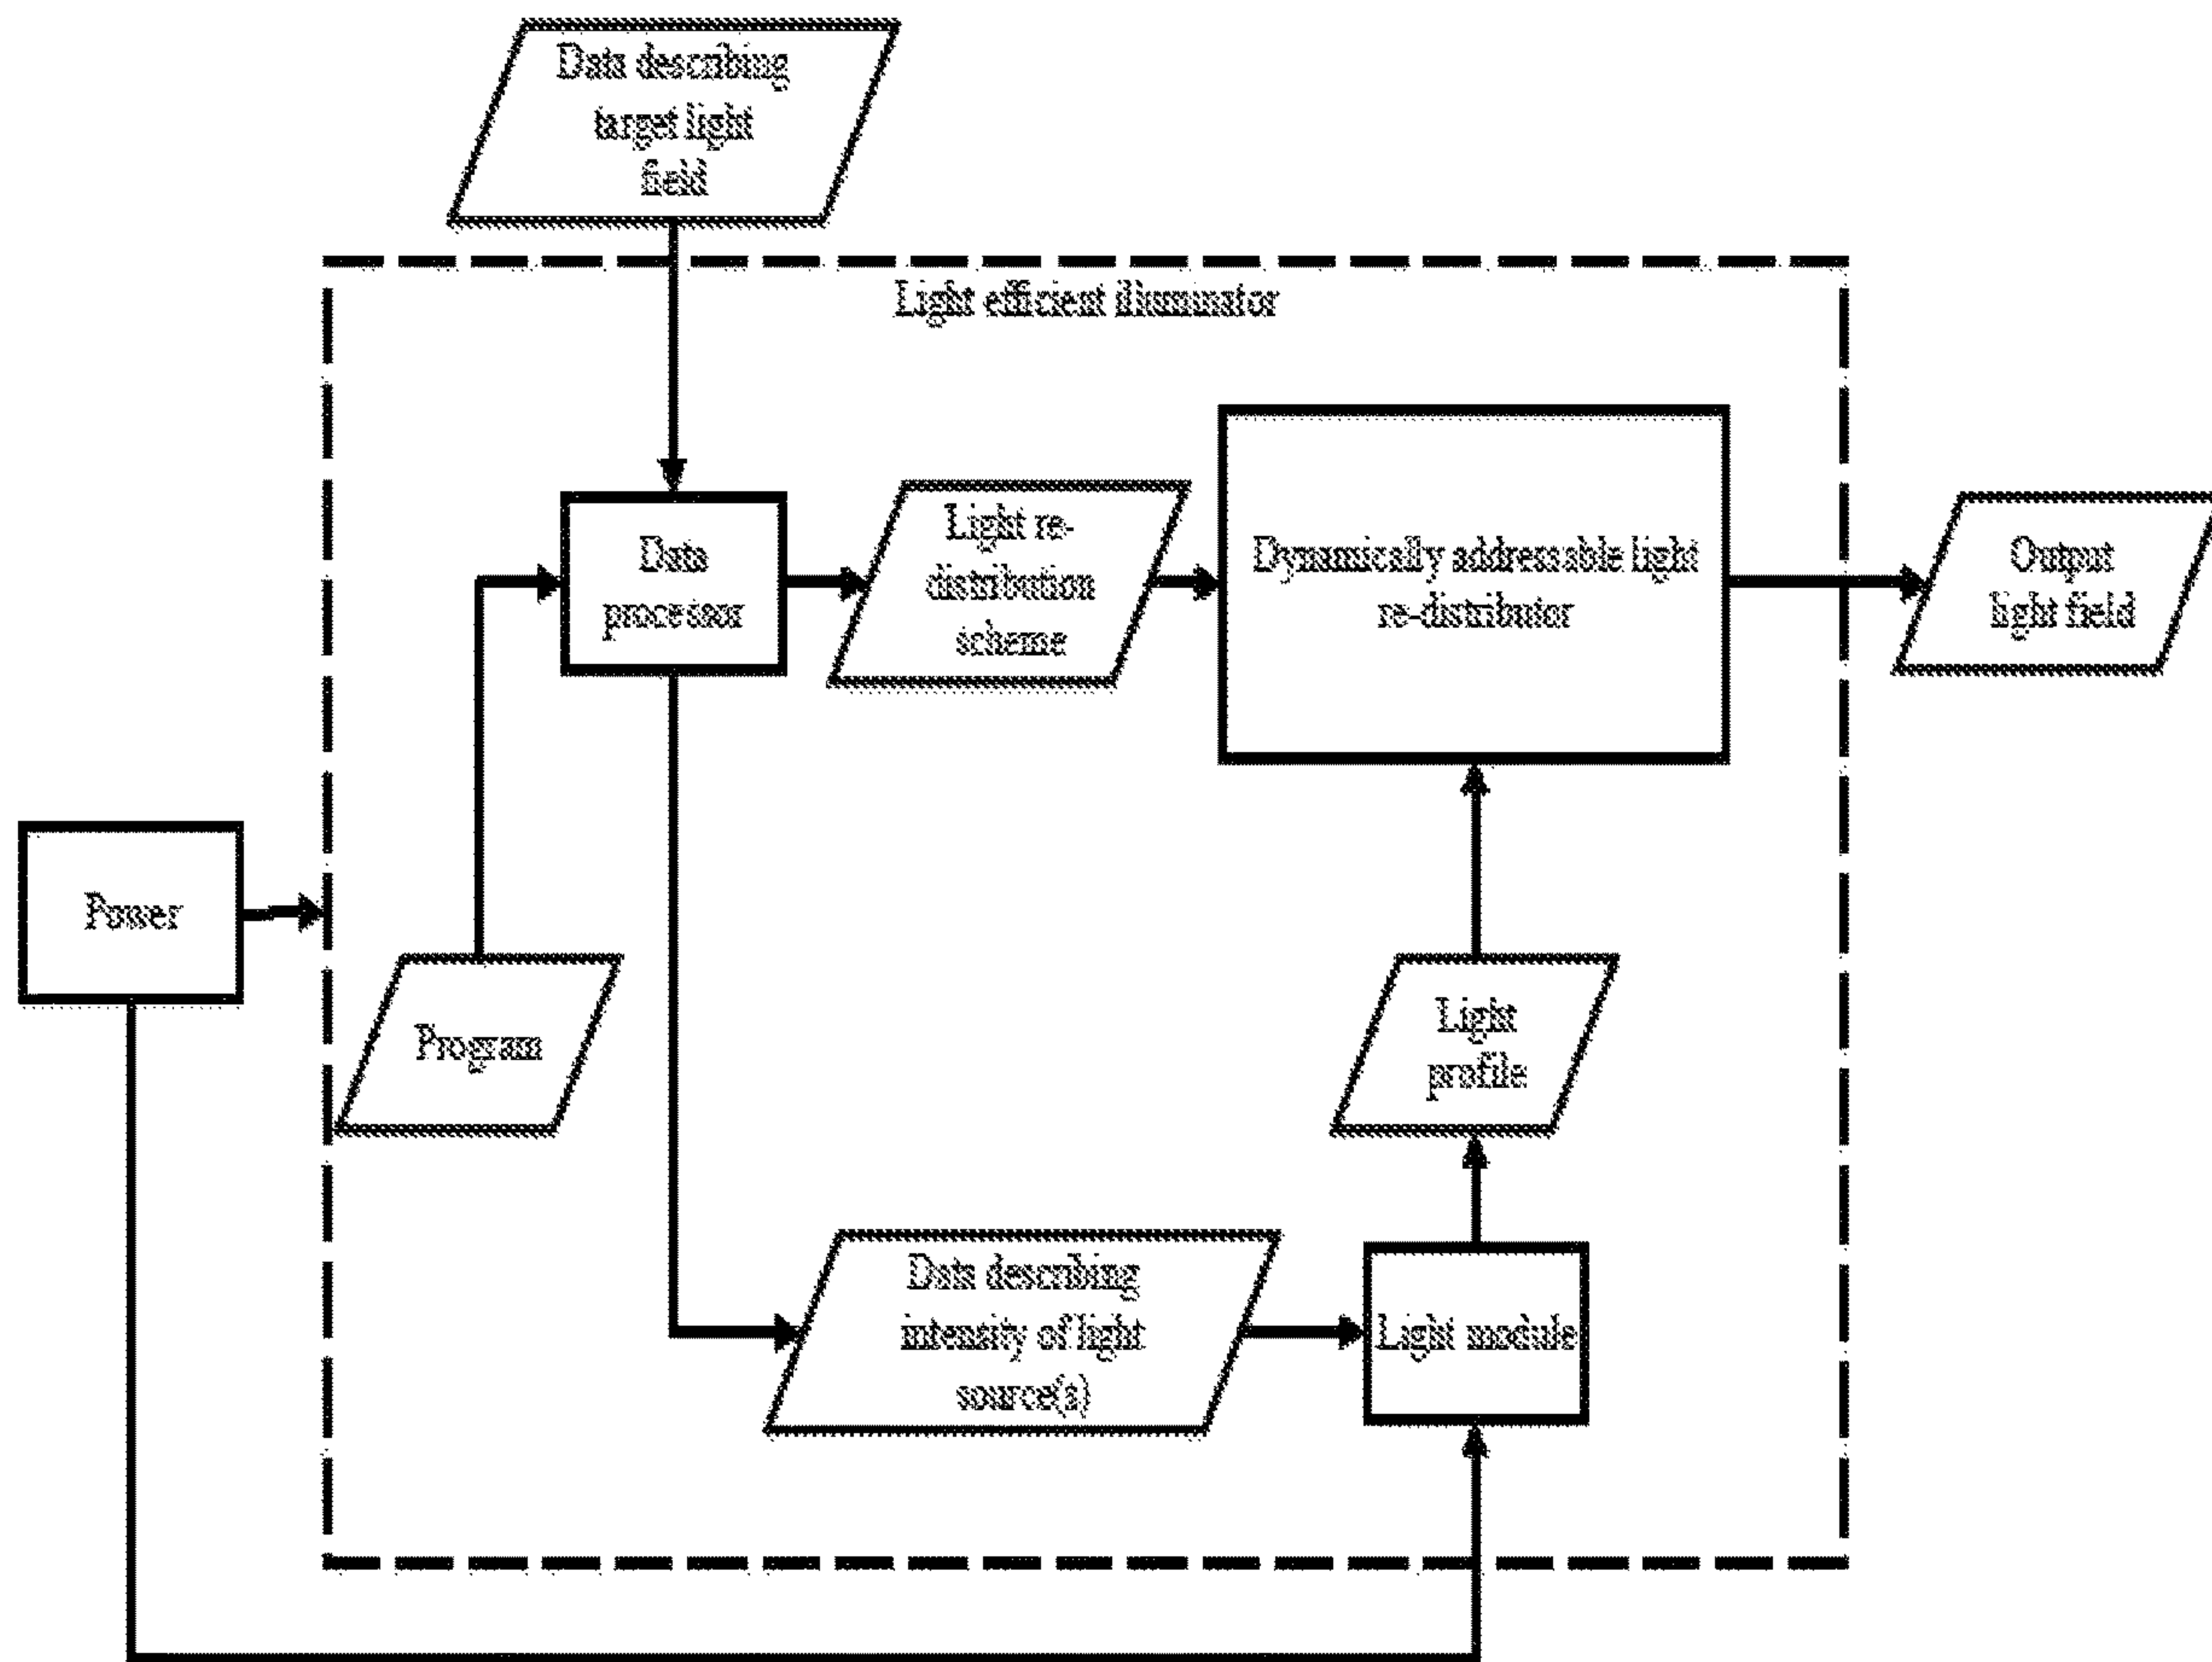 Data describing
target light
field
Light efficient illuminator
Data
processor
Light re-
distribution
scheme
Dynamically addressable light
re-distributor
Output
light field
Power
Program
Light
profile
Data describing
intensity of light
source(s)
Light module